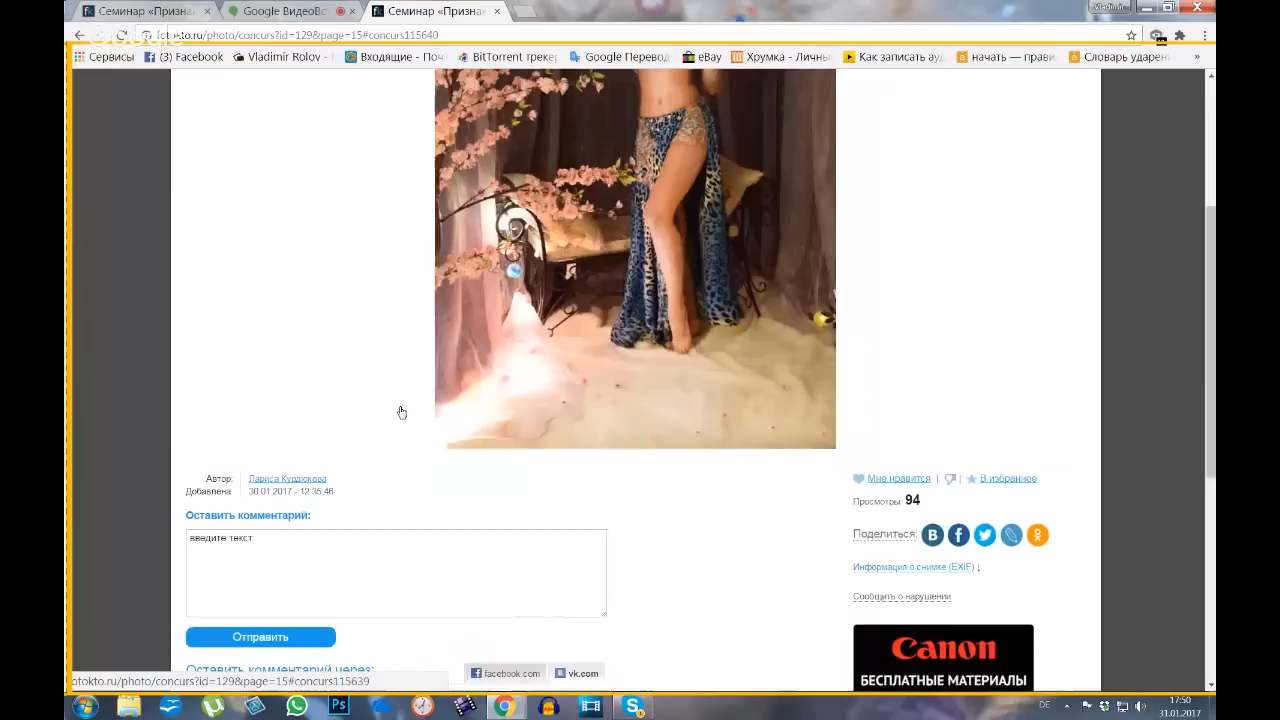 Семинар «Призна
Google ВидеоВс
Семинар «Призна
Vladimir
fotokto.ru/photo/concurs?id=129&page=15#concurs115640
Сервисы
(3) Facebook
Vladimir Rolov -
Входящие - Поч
BitTorrent трекер
Google Перевод
eBay
Хрумка - Личны
Как записать ауд
начать — прави
Словарь ударен
»
Автор:
Лариса Курдюкова
Добавлена:
30.01.2017 - 12:35:46
Мне нравится
В избранное
Просмотры: 94
Оставить комментарий:
введите текст
Поделиться:
Информация о снимке (EXIF) ↓
Сообщить о нарушении
Отправить
Canon
БЕСПЛАТНЫЕ МАТЕРИАЛЫ
Оставить комментарий через:
facebook.com
vk.com
otokto.ru/photo/concurs?id=129&page=15#concurs115639
DE
17:50
31.01.2017